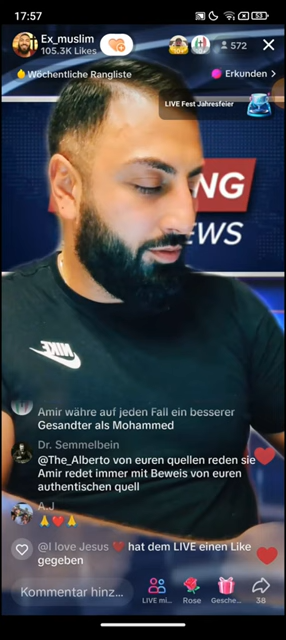 17:57
53
Ex_muslim
105.3K Likes
572
Wöchentliche Rangliste
Erkunden >
LIVE Fest Jahresfeier
NG
EWS
NIKE
Amir währe auf jeden Fall ein besserer
Gesandter als Mohammed
Dr. Semmelbein
@The_Alberto von euren quellen reden sie
Amir redet immer mit Beweis von euren
authentischen quell
A.J
🙏❤️🙏
@I love Jesus ❤️ hat dem LIVE einen Like
gegeben
Kommentar hinz...
LIVE mi...
Rose
Gesche...
38